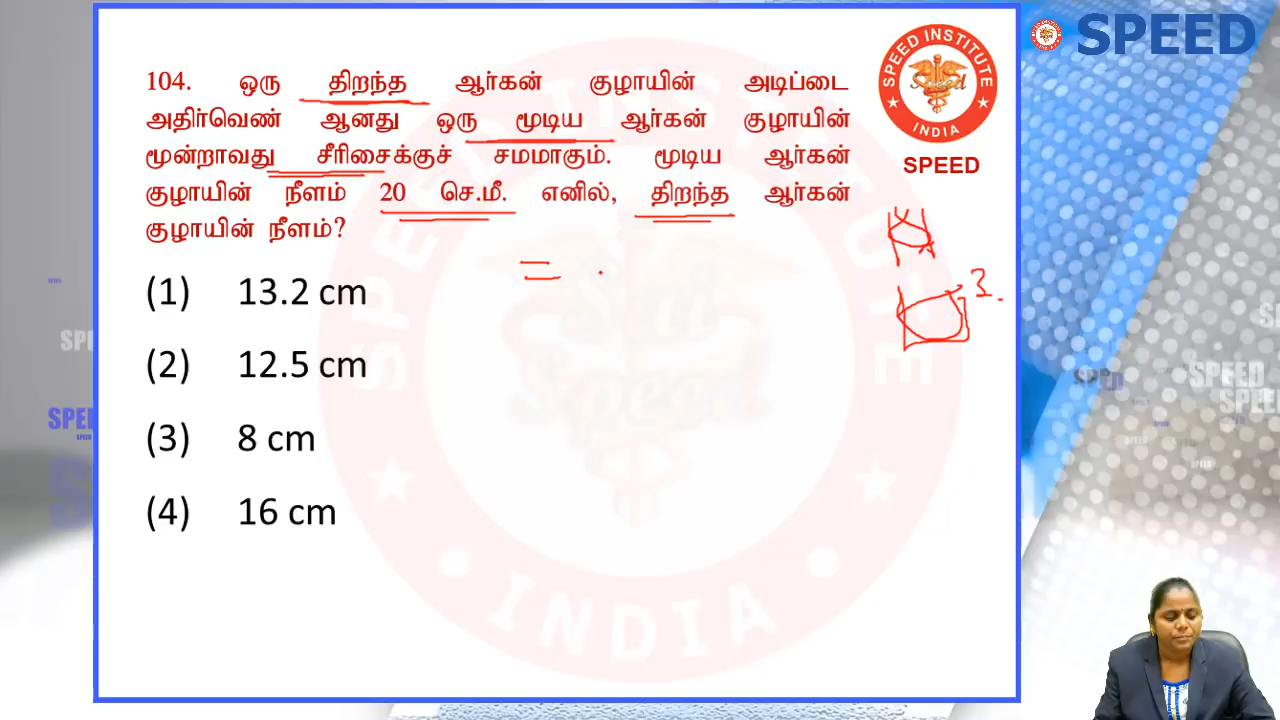 SPEED
104. ஒரு திறந்த ஆர்கன் குழாயின் அடிப்டை
அதிர்வெண் ஆனது ஒரு மூடிய ஆர்கன் குழாயின்
மூன்றாவது சீரிசைக்குச் சமமாகும். மூடிய ஆர்கன்
குழாயின் நீளம் 20 செ.மீ. எனில், திறந்த ஆர்கன்
குழாயின் நீளம்?
SPEED INSTITUTE
Speed
INDIA
SPEED
(1) 13.2 cm
(2) 12.5 cm
(3) 8 cm
(4) 16 cm
=
3.